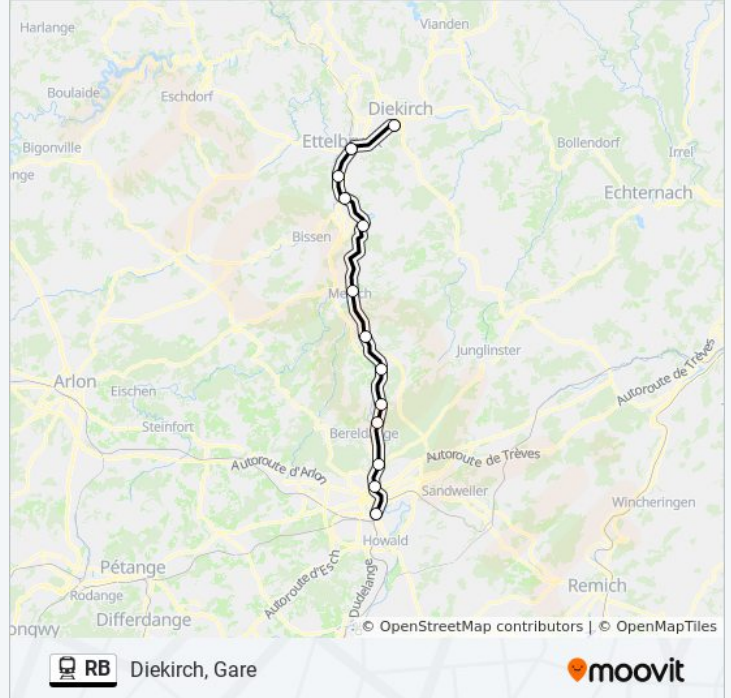 Harlange
Vianden
Boulaide
Eschdorf
Diekirch
Ettelb
Bigonville
Bollendorf
Irrel
nge
Echternach
Bissen
Me ch
Junglinster
Autoroute de Trèves
Arlon
Eischen
Steinfort
Bereld ge
Autoroute d'Arlon
Autoroute de Trèves
Sandweiler
Wincheringen
Howald
Pétange
Autoroute d'Esch
Dudelange
Rodange
Remich
Differdange
ongwy
© OpenStreetMap contributors | © OpenMapTiles
RB Diekirch, Gare
moovit